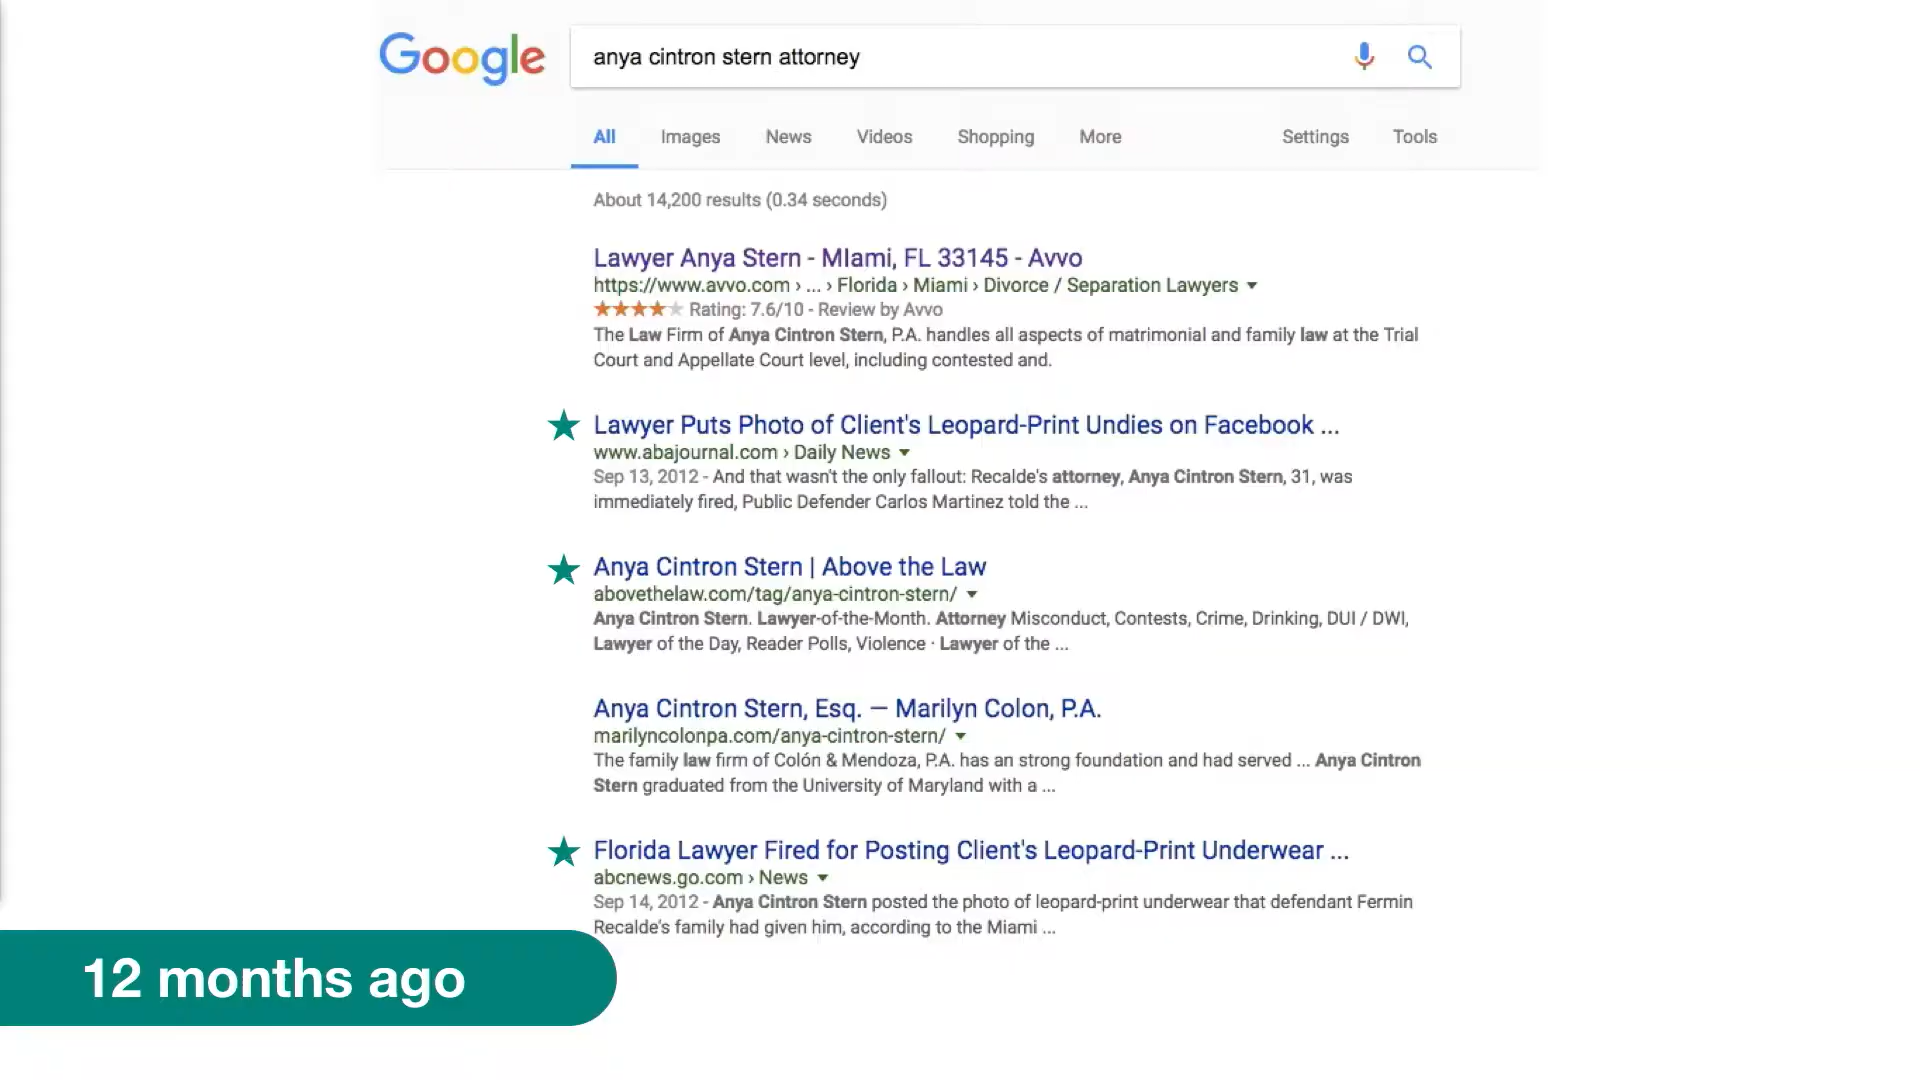 Google
anya cintron stern attorney
All Images News Videos Shopping More Settings Tools
About 14,200 results (0.34 seconds)
Lawyer Anya Stern - MIami, FL 33145 - Avvo
https://www.avvo.com › ... › Florida › Miami › Divorce / Separation Lawyers
Rating: 7.6/10 - Review by Avvo
The Law Firm of Anya Cintron Stern, P.A. handles all aspects of matrimonial and family law at the Trial
Court and Appellate Court level, including contested and.
Lawyer Puts Photo of Client's Leopard-Print Undies on Facebook ...
www.abajournal.com › Daily News
Sep 13, 2012 - And that wasn't the only fallout: Recalde's attorney, Anya Cintron Stern, 31, was
immediately fired, Public Defender Carlos Martinez told the ...
Anya Cintron Stern | Above the Law
abovethelaw.com/tag/anya-cintron-stern/
Anya Cintron Stern. Lawyer-of-the-Month. Attorney Misconduct, Contests, Crime, Drinking, DUI / DWI,
Lawyer of the Day, Reader Polls, Violence · Lawyer of the ...
Anya Cintron Stern, Esq. — Marilyn Colon, P.A.
marilyncolonpa.com/anya-cintron-stern/
The family law firm of Colón & Mendoza, P.A. has an strong foundation and had served ... Anya Cintron
Stern graduated from the University of Maryland with a ...
Florida Lawyer Fired for Posting Client's Leopard-Print Underwear ...
abcnews.go.com › News
Sep 14, 2012 - Anya Cintron Stern posted the photo of leopard-print underwear that defendant Fermin
Recalde's family had given him, according to the Miami ...
12 months ago